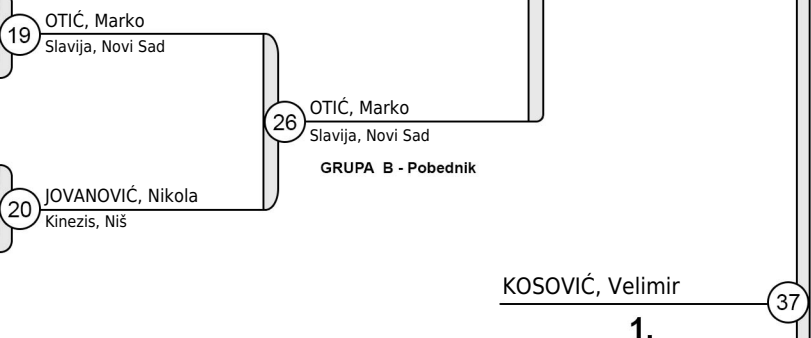 19
OTIĆ, Marko
Slavija, Novi Sad
26
OTIĆ, Marko
Slavija, Novi Sad
GRUPA B - Pobednik
20
JOVANOVIĆ, Nikola
Kinezis, Niš
KOSOVIĆ, Velimir
37
1.